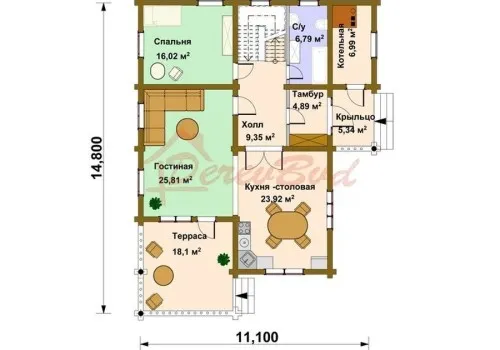 Спальня
16,02 м²
С/у
6,79 м²
Котельная
6,99 м²
Тамбур
4,89 м²
Крыльцо
5,34 м²
Холл
9,35 м²
Гостиная
25,81 м²
Кухня -столовая
23,92 м²
DerevBud
Терраса
18,1 м²
14,800
11,100